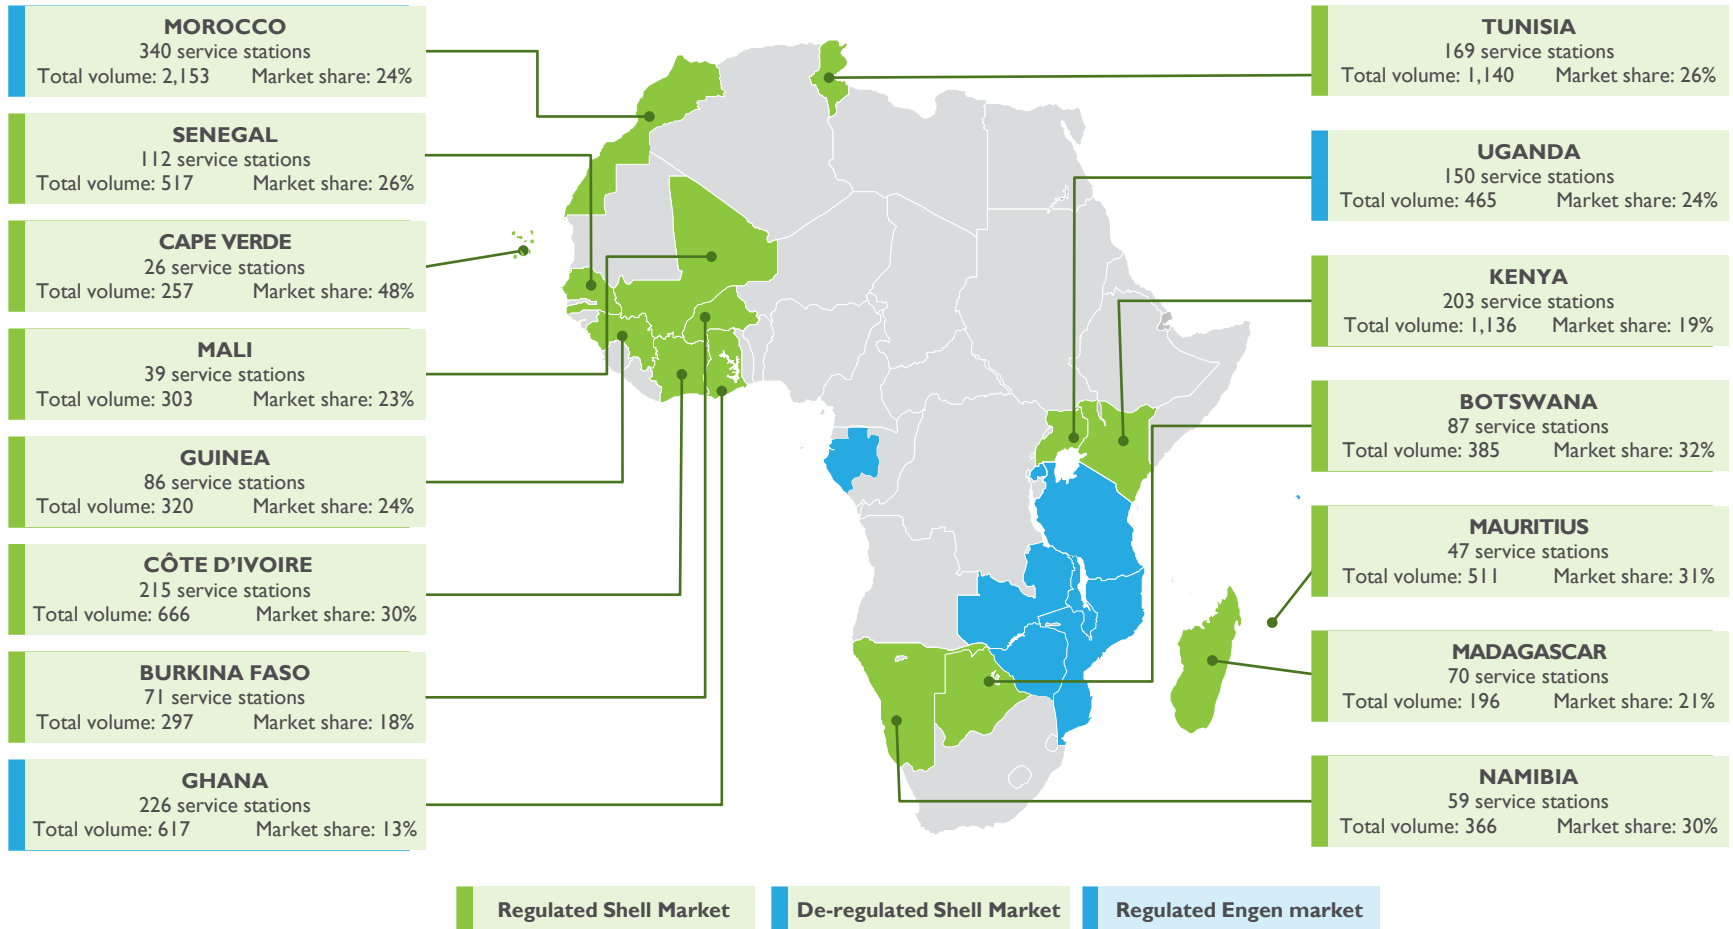 MOROCCO
340 service stations
Total volume: 2,153 Market share: 24%
SENEGAL
112 service stations
Total volume: 517 Market share: 26%
CAPE VERDE
26 service stations
Total volume: 257 Market share: 48%
MALI
39 service stations
Total volume: 303 Market share: 23%
GUINEA
86 service stations
Total volume: 320 Market share: 24%
CÔTE D’IVOIRE
215 service stations
Total volume: 666 Market share: 30%
BURKINA FASO
71 service stations
Total volume: 297 Market share: 18%
GHANA
226 service stations
Total volume: 617 Market share: 13%
TUNISIA
169 service stations
Total volume: 1,140 Market share: 26%
UGANDA
150 service stations
Total volume: 465 Market share: 24%
KENYA
203 service stations
Total volume: 1,136 Market share: 19%
BOTSWANA
87 service stations
Total volume: 385 Market share: 32%
MAURITIUS
47 service stations
Total volume: 511 Market share: 31%
MADAGASCAR
70 service stations
Total volume: 196 Market share: 21%
NAMIBIA
59 service stations
Total volume: 366 Market share: 30%
Regulated Shell Market
De-regulated Shell Market
Regulated Engen market